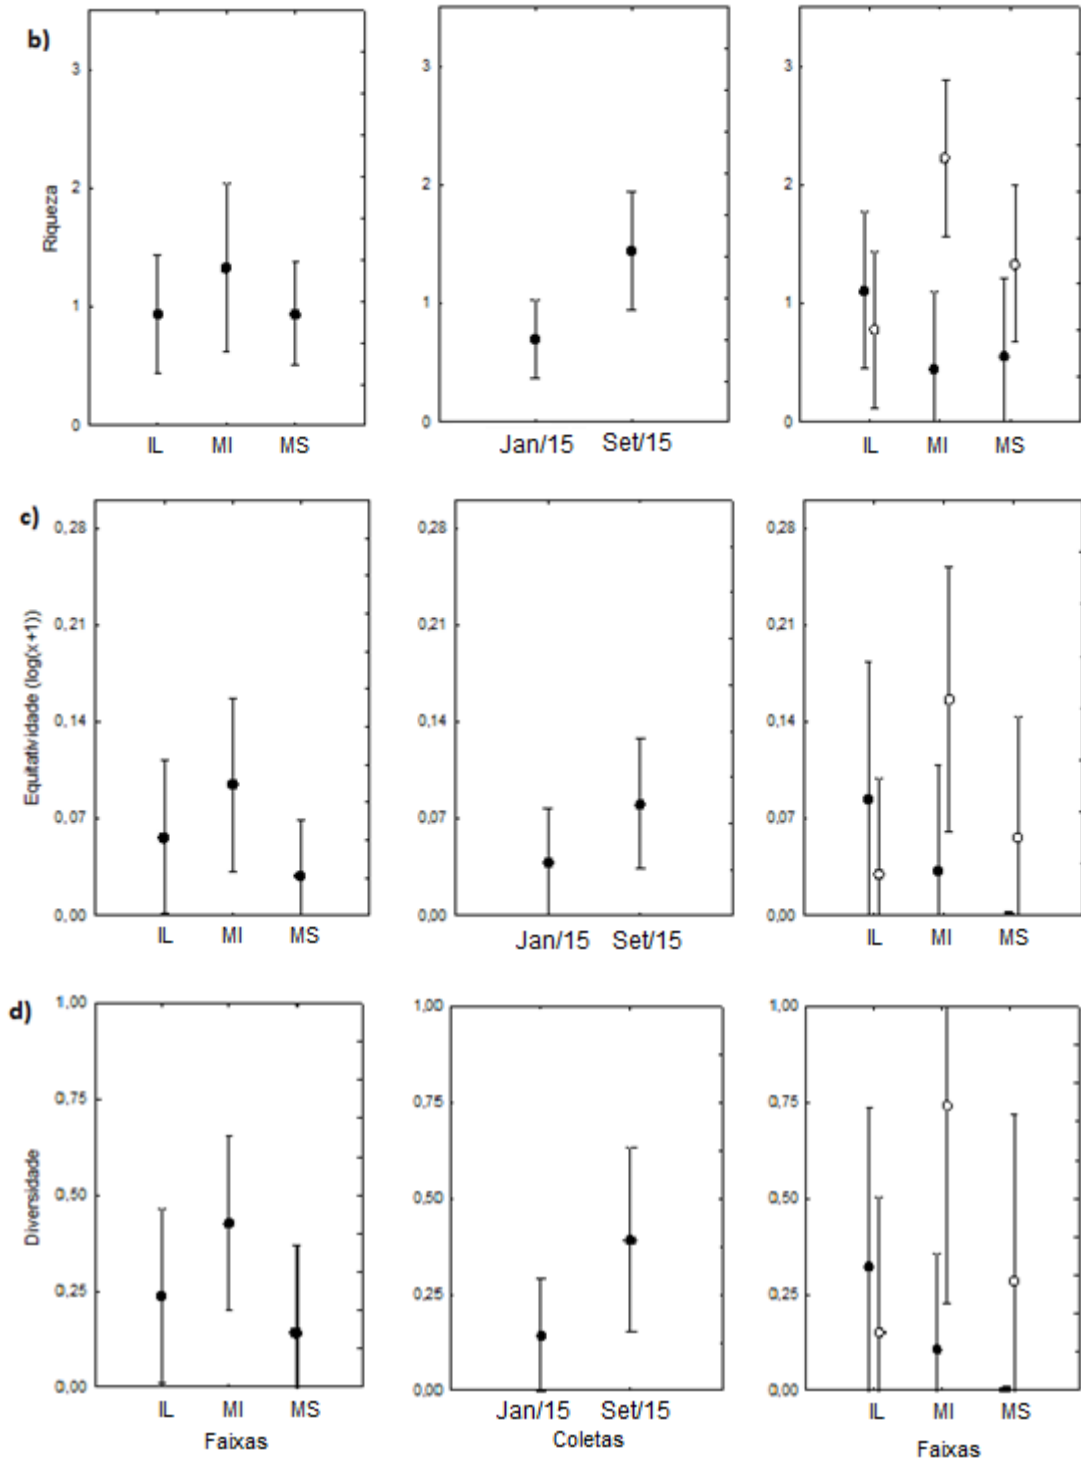 b)
Riqueza
3
2
1
0
IL MI MS
3
2
1
0
Jan/15 Set/15
3
2
1
0
IL MI MS
c)
Equitatividade (log(x+1))
0,28
0,21
0,14
0,07
0,00
IL MI MS
0,28
0,21
0,14
0,07
0,00
Jan/15 Set/15
0,28
0,21
0,14
0,07
0,00
IL MI MS
d)
Diversidade
1,00
0,75
0,50
0,25
0,00
IL MI MS
Faixas
1,00
0,75
0,50
0,25
0,00
Jan/15 Set/15
Coletas
1,00
0,75
0,50
0,25
0,00
IL MI MS
Faixas